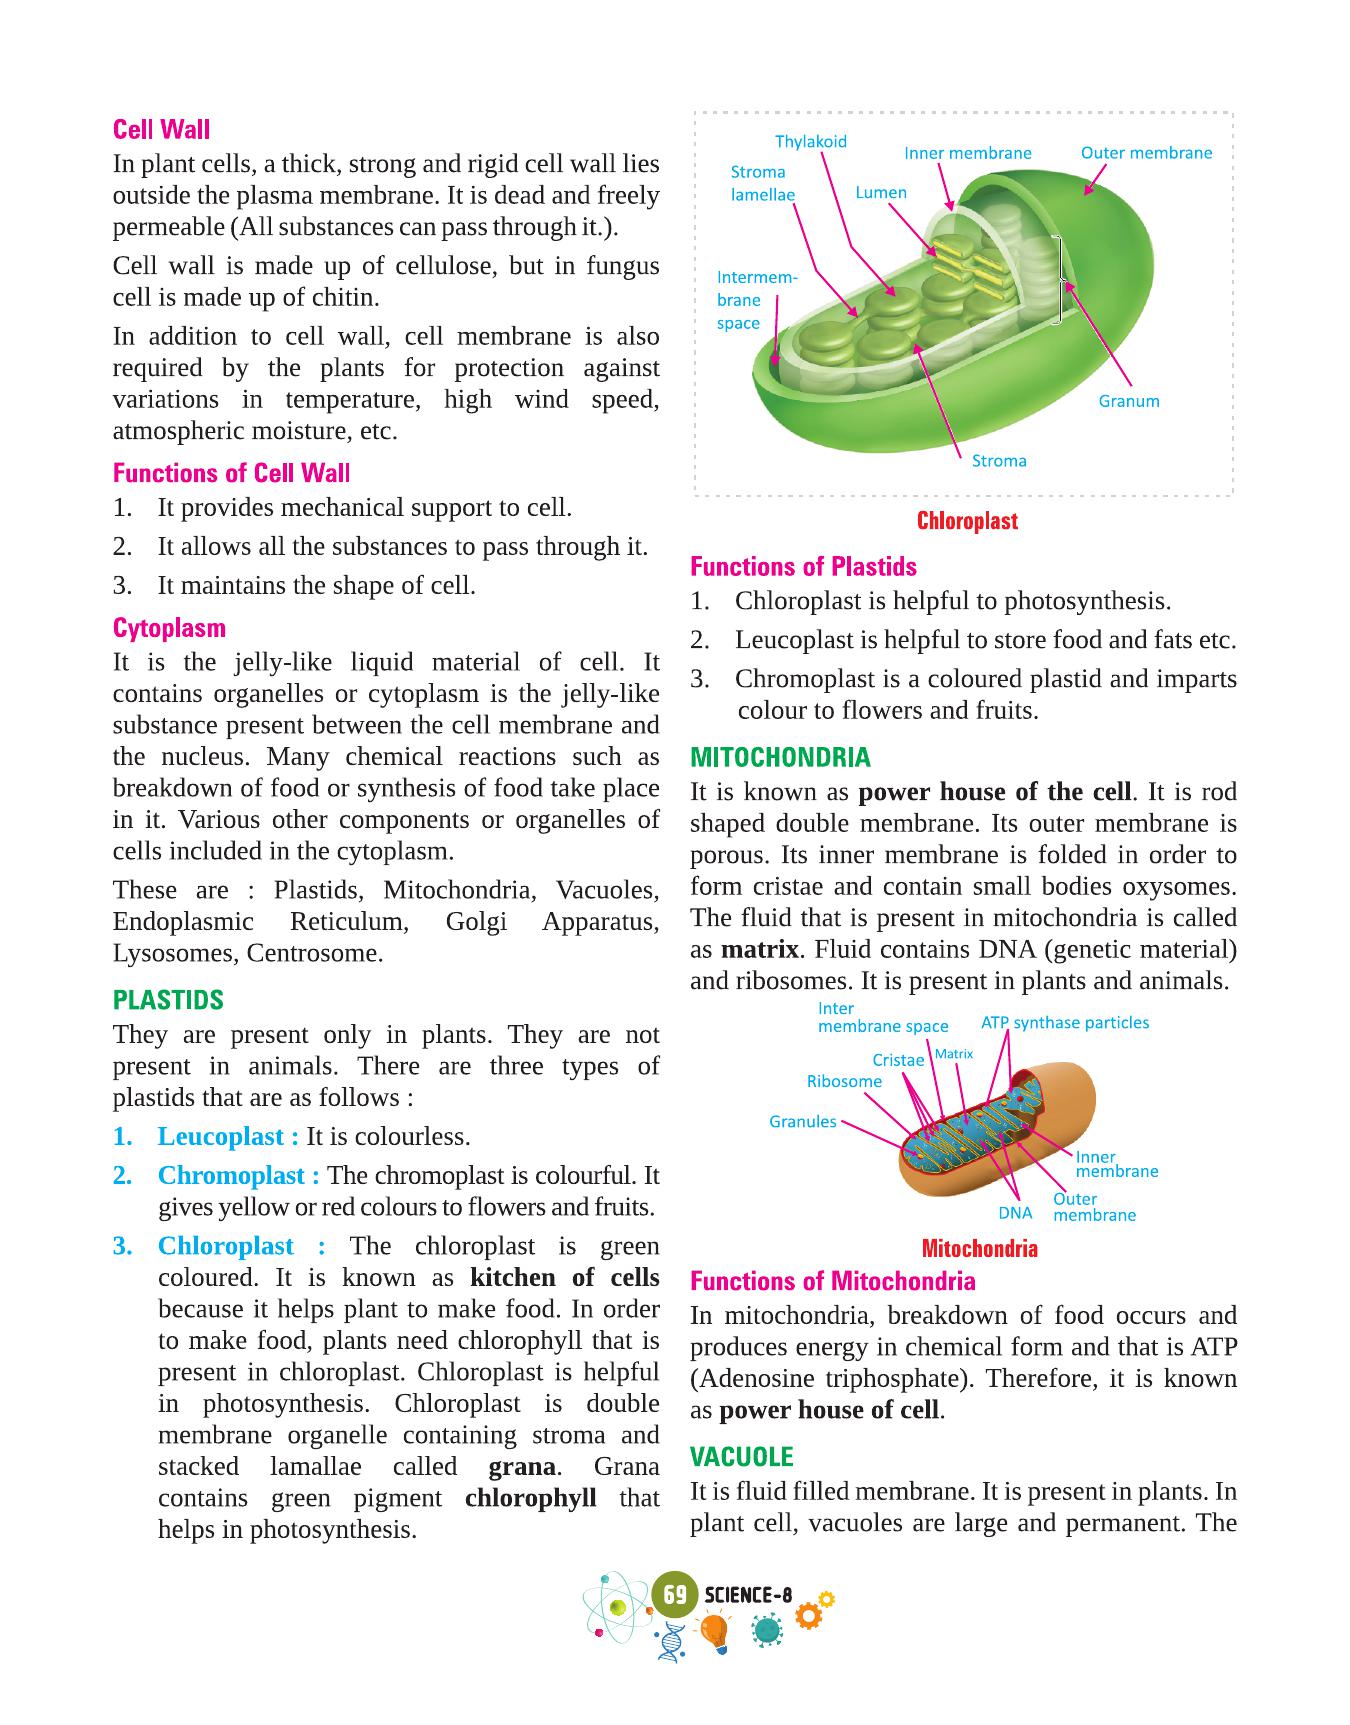 Cell Wall
In plant cells, a thick, strong and rigid cell wall lies
outside the plasma membrane. It is dead and freely
permeable (All substances can pass through it.).
Cell wall is made up of cellulose, but in fungus
cell is made up of chitin.
In addition to cell wall, cell membrane is also
required by the plants for protection against
variations in temperature, high wind speed,
atmospheric moisture, etc.
Functions of Cell Wall
1. It provides mechanical support to cell.
2. It allows all the substances to pass through it.
3. It maintains the shape of cell.
Cytoplasm
It is the jelly-like liquid material of cell. It
contains organelles or cytoplasm is the jelly-like
substance present between the cell membrane and
the nucleus. Many chemical reactions such as
breakdown of food or synthesis of food take place
in it. Various other components or organelles of
cells included in the cytoplasm.
These are : Plastids, Mitochondria, Vacuoles,
Endoplasmic Reticulum, Golgi Apparatus,
Lysosomes, Centrosome.
PLASTIDS
They are present only in plants. They are not
present in animals. There are three types of
plastids that are as follows :
1. Leucoplast : It is colourless.
2. Chromoplast : The chromoplast is colourful. It
gives yellow or red colours to flowers and fruits.
3. Chloroplast : The chloroplast is green
coloured. It is known as kitchen of cells
because it helps plant to make food. In order
to make food, plants need chlorophyll that is
present in chloroplast. Chloroplast is helpful
in photosynthesis. Chloroplast is double
membrane organelle containing stroma and
stacked lamallae called grana. Grana
contains green pigment chlorophyll that
helps in photosynthesis.
Thylakoid
Inner membrane
Outer membrane
Stroma
lamellae
Lumen
Intermem-
brane
space
Granum
Stroma
Chloroplast
Functions of Plastids
1. Chloroplast is helpful to photosynthesis.
2. Leucoplast is helpful to store food and fats etc.
3. Chromoplast is a coloured plastid and imparts
colour to flowers and fruits.
MITOCHONDRIA
It is known as power house of the cell. It is rod
shaped double membrane. Its outer membrane is
porous. Its inner membrane is folded in order to
form cristae and contain small bodies oxysomes.
The fluid that is present in mitochondria is called
as matrix. Fluid contains DNA (genetic material)
and ribosomes. It is present in plants and animals.
Inter
membrane space
ATP synthase particles
Cristae
Matrix
Ribosome
Granules
Inner
membrane
Outer
membrane
DNA
Mitochondria
Functions of Mitochondria
In mitochondria, breakdown of food occurs and
produces energy in chemical form and that is ATP
(Adenosine triphosphate). Therefore, it is known
as power house of cell.
VACUOLE
It is fluid filled membrane. It is present in plants. In
plant cell, vacuoles are large and permanent. The
69 SCIENCE-8